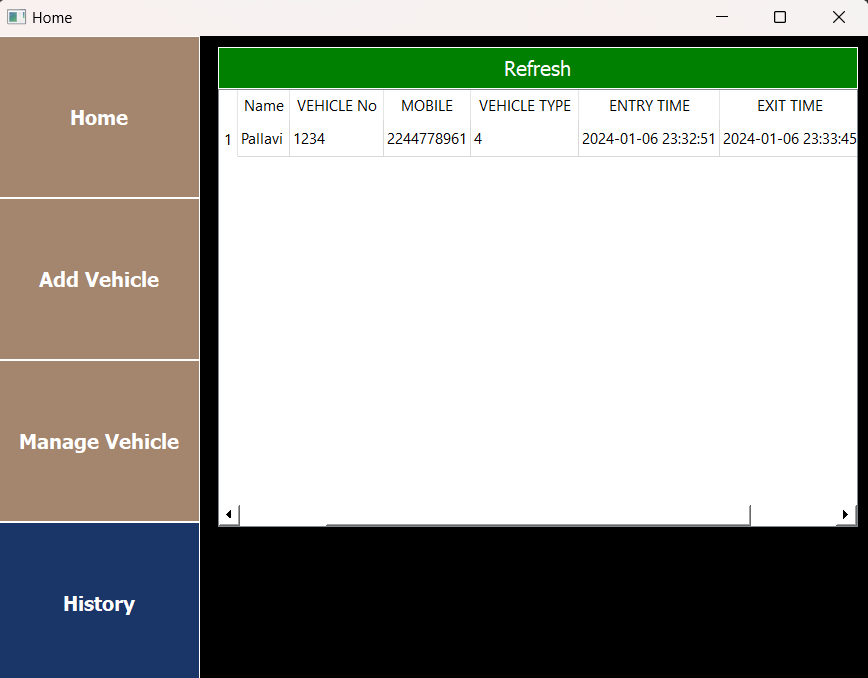 Home
Home
Add Vehicle
Manage Vehicle
History
Refresh
Name VEHICLE No MOBILE VEHICLE TYPE ENTRY TIME EXIT TIME
1 Pallavi 1234 2244778961 4 2024-01-06 23:32:51 2024-01-06 23:33:45